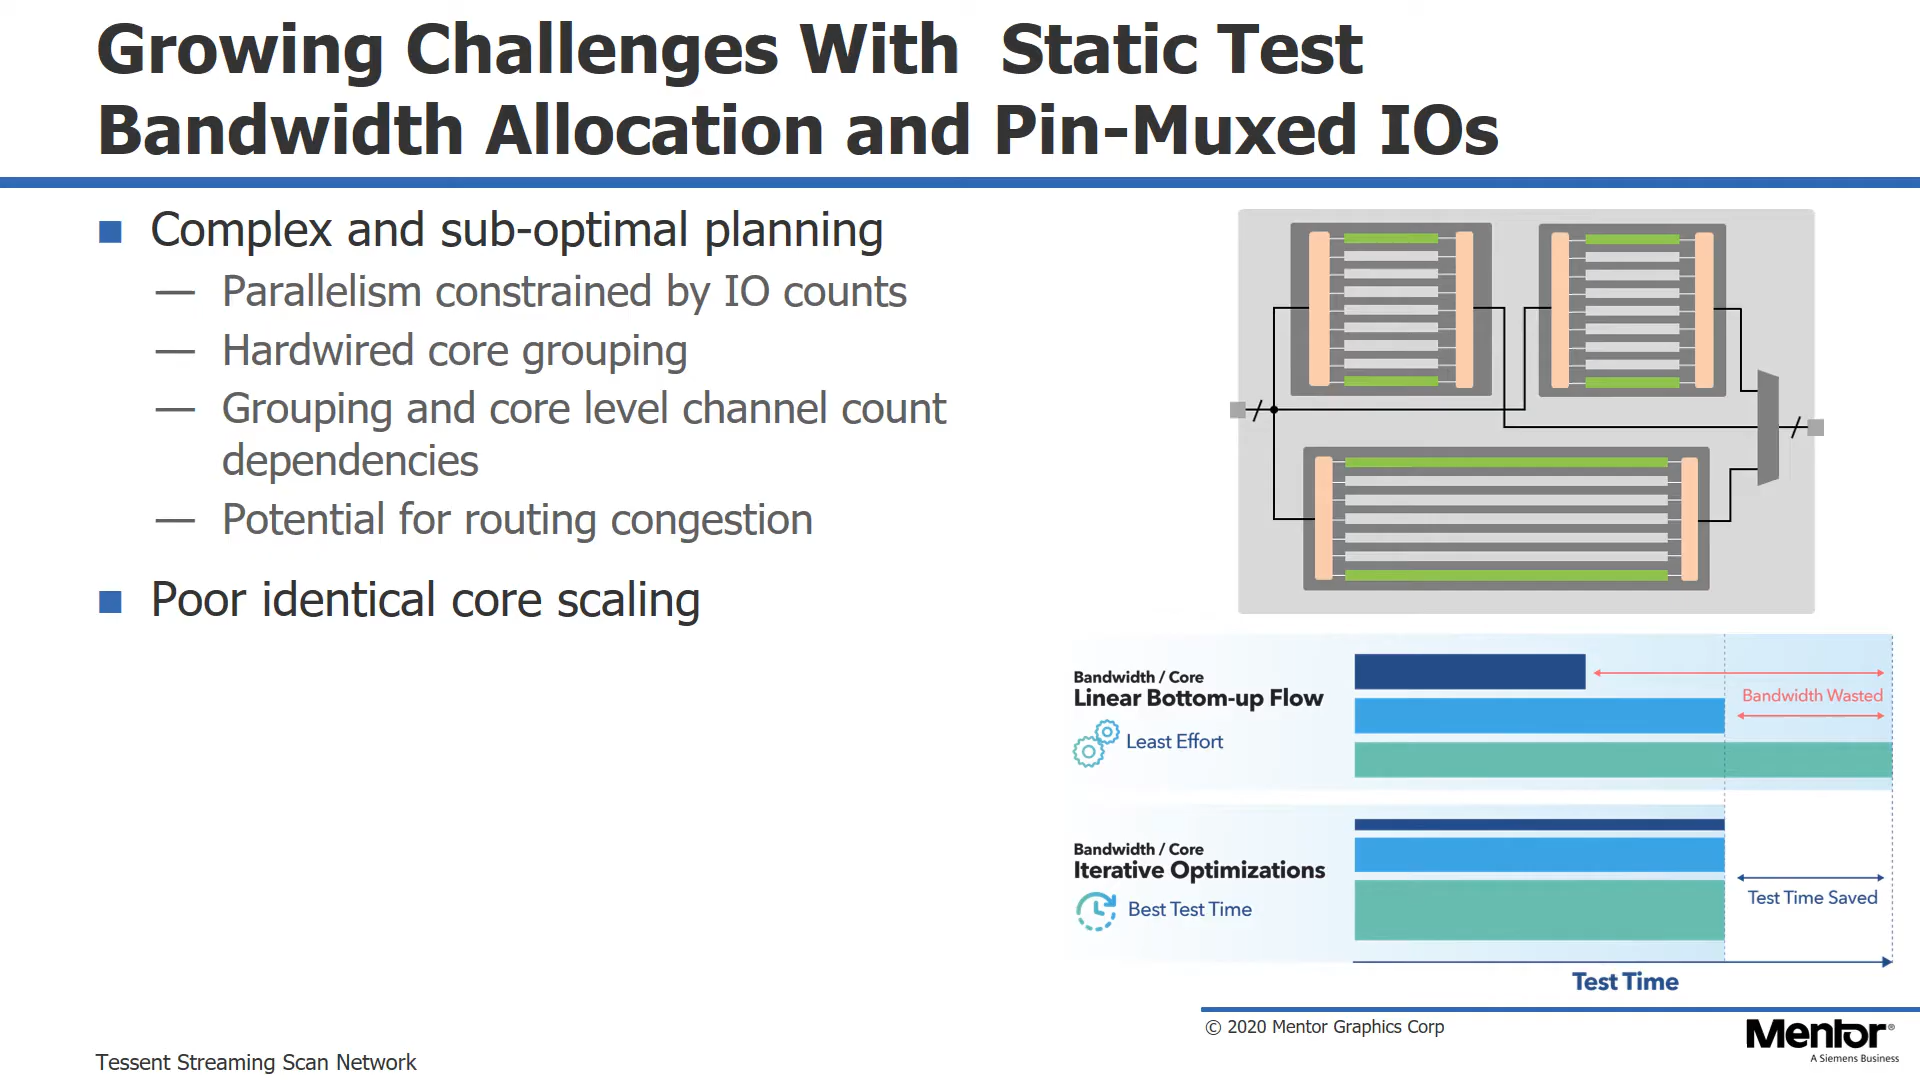 Growing Challenges With  Static Test
Bandwidth Allocation and Pin-Muxed IOs
Complex and sub-optimal planning
— Parallelism constrained by IO counts
— Hardwired core grouping
— Grouping and core level channel count
dependencies
— Potential for routing congestion
Poor identical core scaling
Bandwidth / Core
Linear Bottom-up Flow
Least Effort
Bandwidth Wasted
Bandwidth / Core
Iterative Optimizations
Best Test Time
Test Time Saved
Test Time
© 2020 Mentor Graphics Corp
Mentor®
A Siemens Business
Tessent Streaming Scan Network